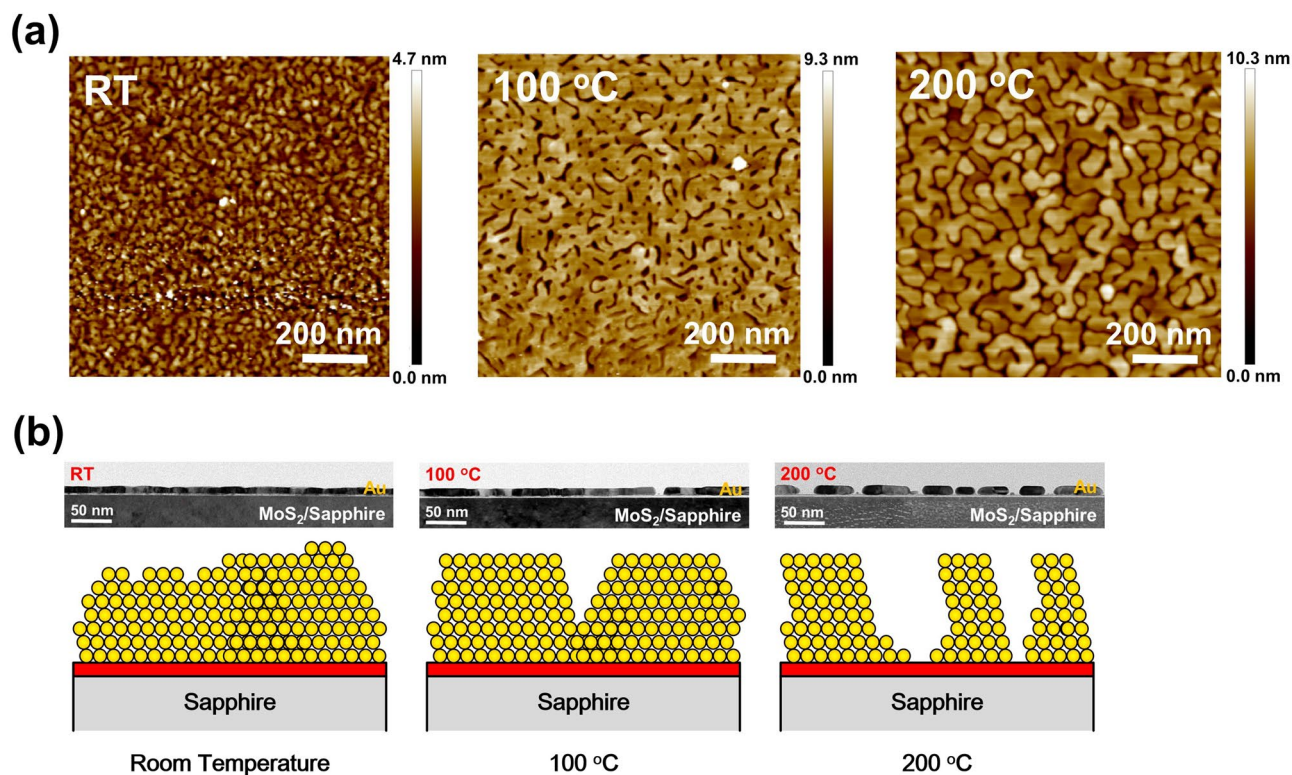 (a)
RT
4.7 nm
200 nm
0.0 nm
100 °C
9.3 nm
200 nm
0.0 nm
200 °C
10.3 nm
200 nm
0.0 nm
(b)
RT
Au
50 nm
MoS₂/Sapphire
100 °C
Au
50 nm
MoS₂/Sapphire
200 °C
Au
50 nm
MoS₂/Sapphire
Sapphire
Sapphire
Sapphire
Room Temperature
100 °C
200 °C